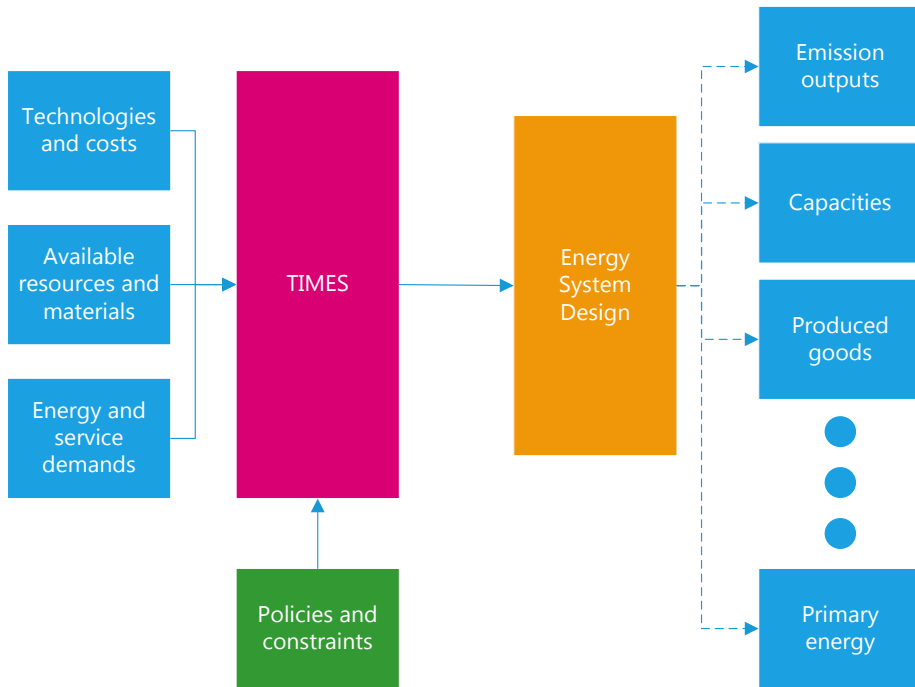 Technologies
and costs
Available
resources and
materials
Energy and
service
demands
TIMES
Policies and
constraints
Energy
System
Design
Emission
outputs
Capacities
Produced
goods
Primary
energy